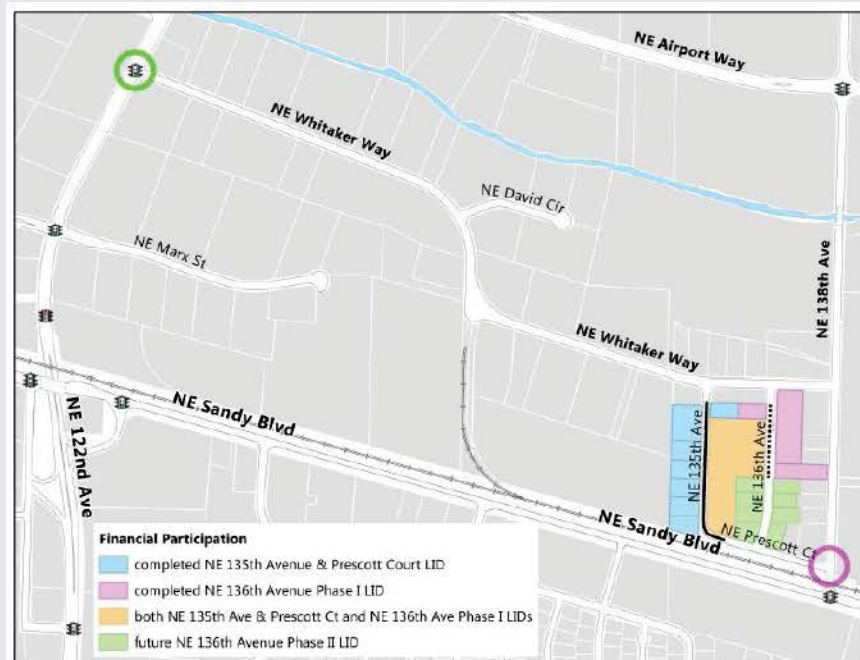 NE Airport Way
NE Whitaker Way
NE David Cir
NE Marx St
NE 138th Ave
NE Whitaker Way
NE Sandy Blvd
NE 122nd Ave
NE 135th Ave
NE 136th Ave
NE Sandy Blvd
NE Prescott Ct
Financial Participation
completed NE 135th Avenue & Prescott Court LID
completed NE 136th Avenue Phase I LID
both NE 135th Ave & Prescott Ct and NE 136th Ave Phase I LIDs
future NE 136th Avenue Phase II LID